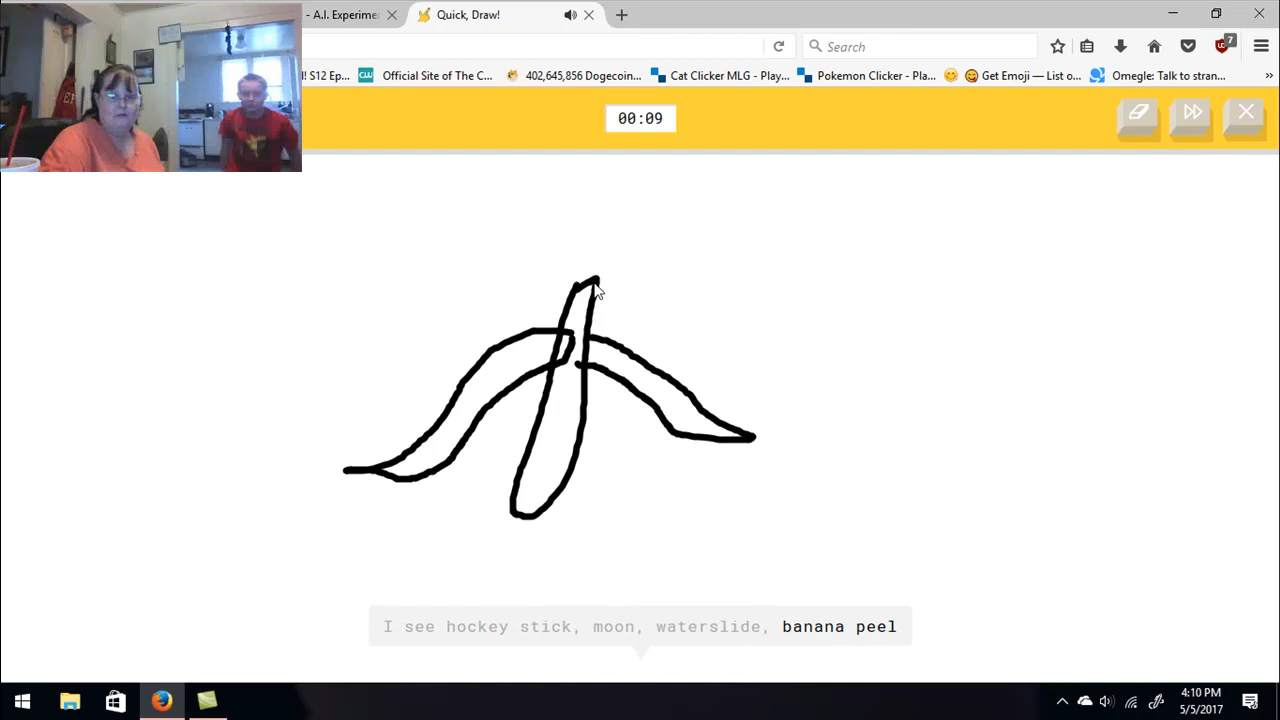 - A.I. Experime
Quick, Draw!
Search
7
! S12 Ep...
CW
Official Site of The C...
402,645,856 Dogecoin...
Cat Clicker MLG - Play...
Pokemon Clicker - Pla...
Get Emoji — List o...
Omegle: Talk to stran...
00:09
I see hockey stick, moon, waterslide, banana peel
4:10 PM
5/5/2017